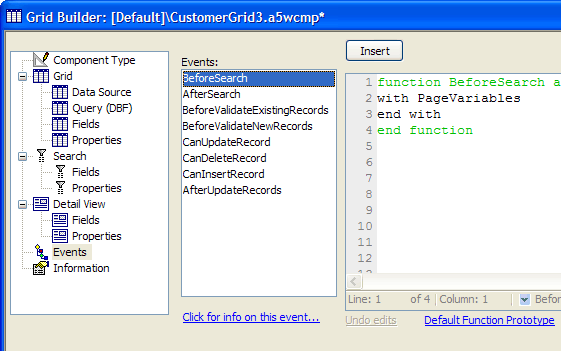 Grid Builder: [Default]\CustomerGrid3.a5wcmp*
Component Type
Grid
Data Source
Query (DBF)
Fields
Properties
Search
Fields
Properties
Detail View
Fields
Properties
Events
Information
Events:
BeforeSearch
AfterSearch
BeforeValidateExistingRecords
BeforeValidateNewRecords
CanUpdateRecord
CanDeleteRecord
CanInsertRecord
AfterUpdateRecords
Click for info on this event...
Insert
1 function BeforeSearch a
2 with PageVariables
3 end with
4 end function
5
6
7
8
9
10
11
12
13
Line: 1 of 4 Column: 1 Befor
Undo edits Default Function Prototype